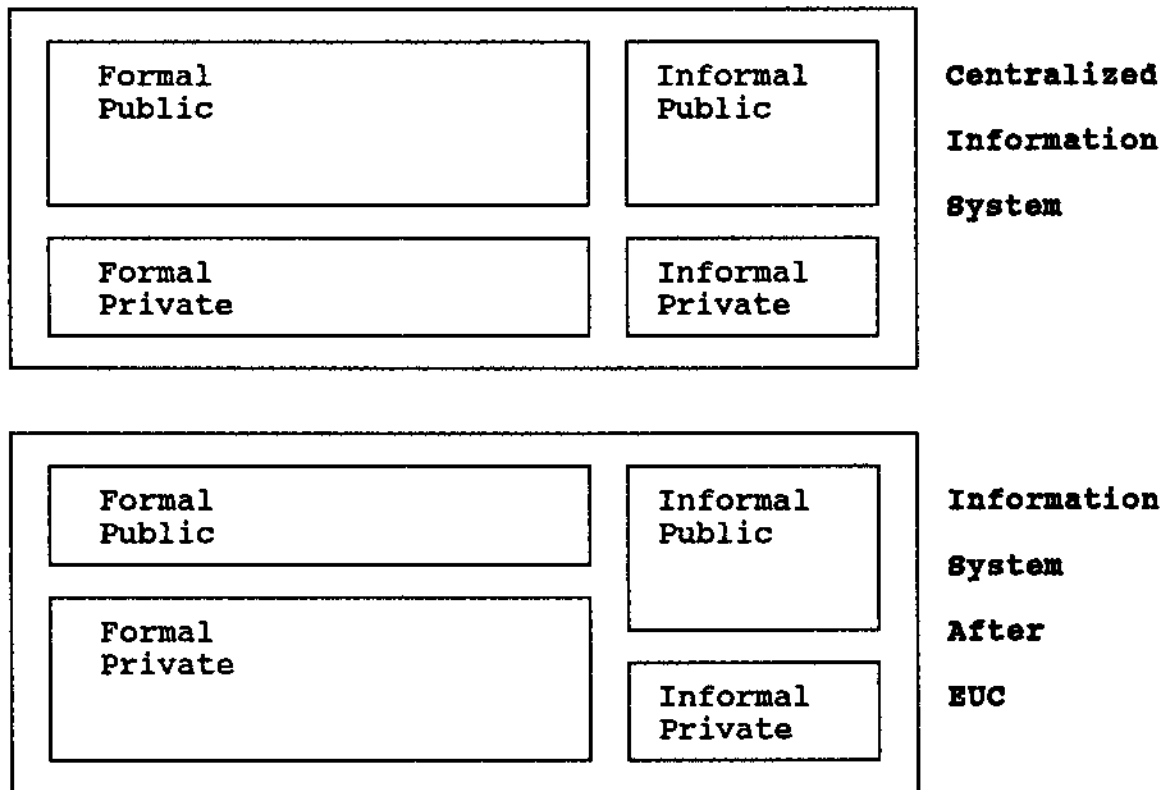 Formal
Public
Informal
Public
Centralized
Information
System
Formal
Private
Informal
Private
Formal
Public
Informal
Public
Information
System
After
EUC
Formal
Private
Informal
Private